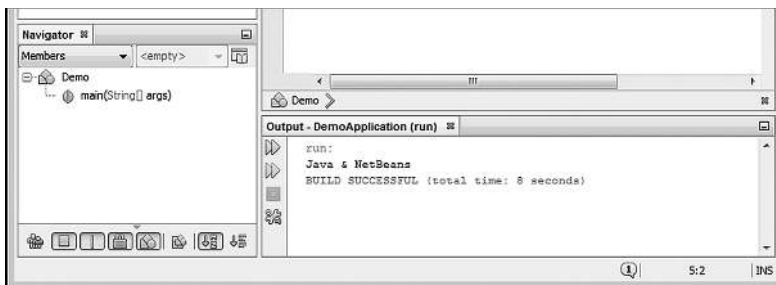 Navigator
Members
<empty>
Demo
main(String[] args)
Demo
Output - DemoApplication (run)
run:
Java & NetBeans
BUILD SUCCESSFUL (total time: 8 seconds)
1
5:2
INS